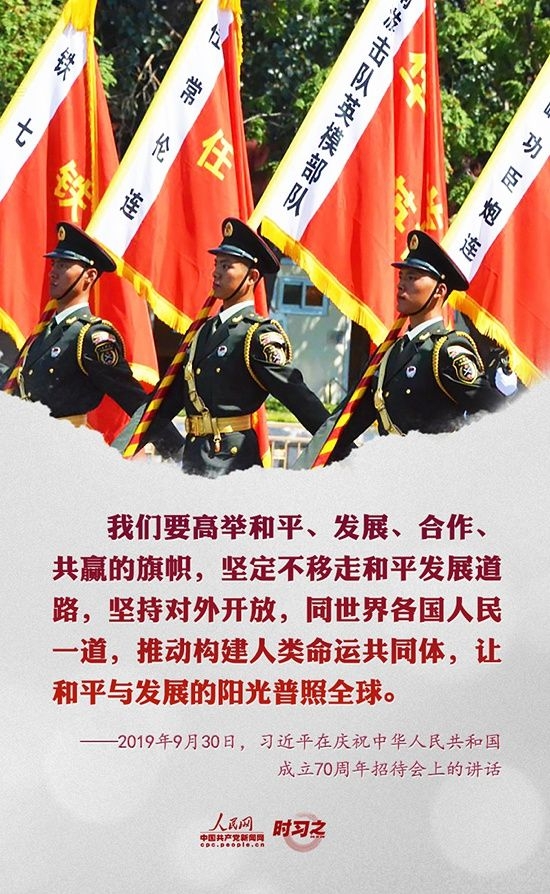 铁七
铁
任常伦连
任
击队英模部队
功臣炮连
我们要高举和平、发展、合作、
共赢的旗帜，坚定不移走和平发展道
路，坚持对外开放，同世界各国人民
一道，推动构建人类命运共同体，让
和平与发展的阳光普照全球。
——2019年9月30日，习近平在庆祝中华人民共和国
成立70周年招待会上的讲话
人民网
中国共产党新闻网
cpc.people.cn
时习之